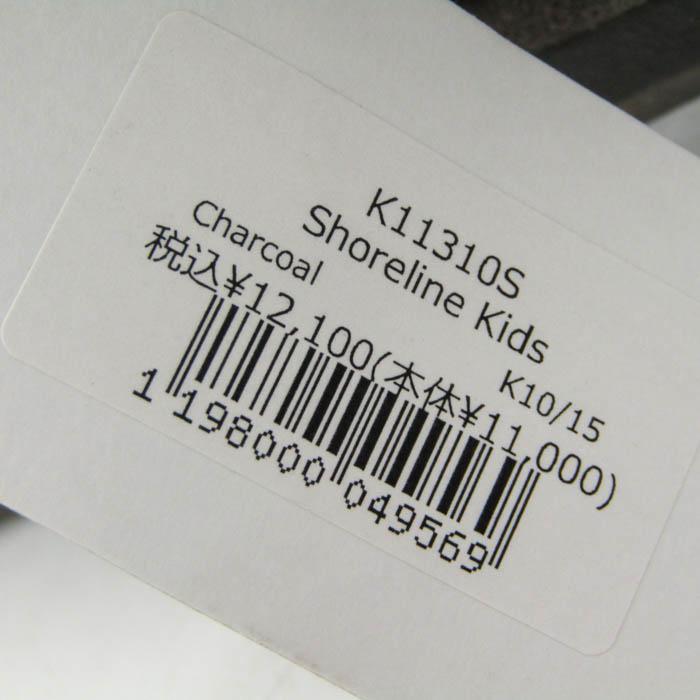 K11310S
Shoreline Kids
Charcoal K10/15
税込¥12,100(本体¥11,000)
1 198000 049569